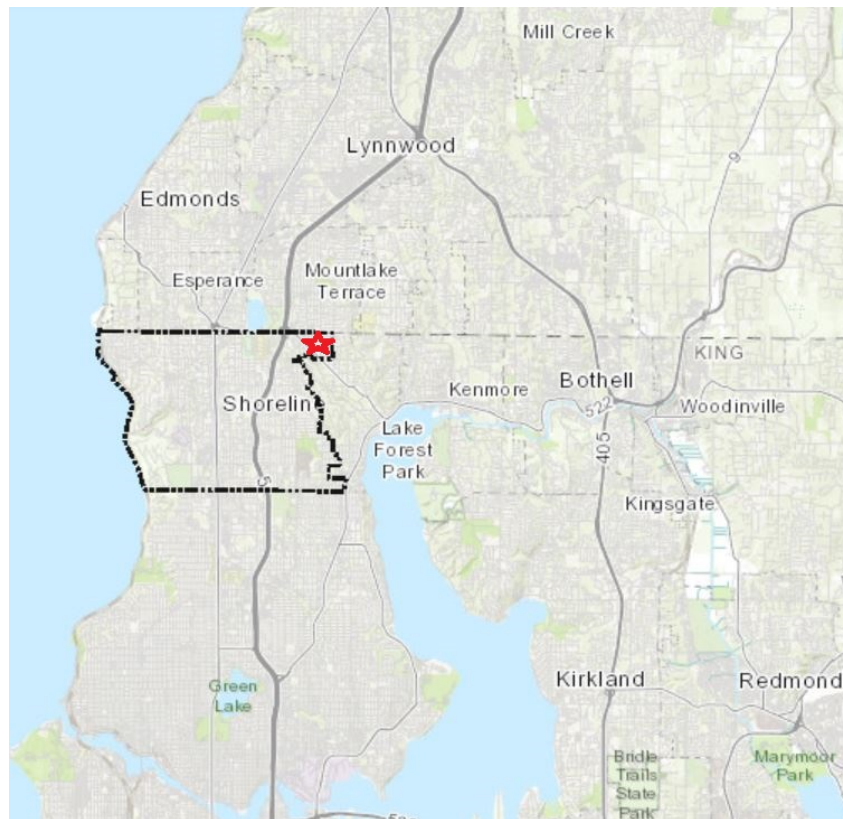 Mill Creek
Lynnwood
9
Edmonds
Esperance
Mountlake
Terrace
KING
Bothell
Kenmore
Shorelin
522
Woodinville
Lake
Forest
Park
405
5
Kingsgate
Green
Lake
Kirkland
Redmond
Bridle
Trails
State
Park
Marymoor
Park